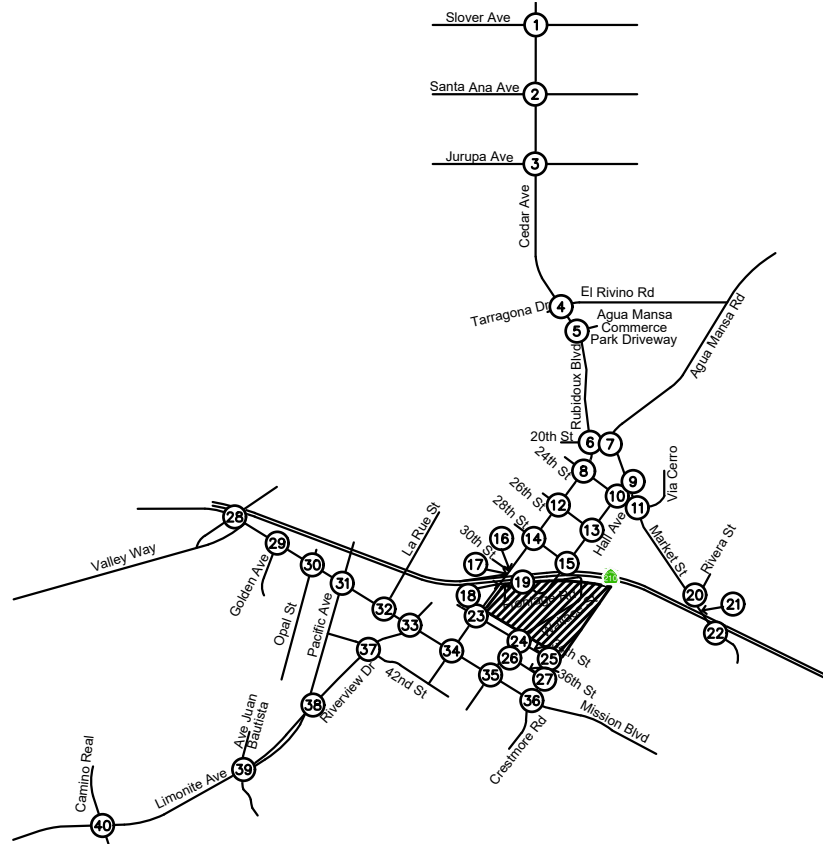 Slover Ave
1
Santa Ana Ave
2
Jurupa Ave
3
Cedar Ave
El Rivino Rd
4
Tarragona Dr
5
Agua Mansa
Commerce
Park Driveway
Agua Mansa Rd
Rubidoux Blvd
20th St
6
7
24th St
8
9
10
Via Cerro
11
26th St
12
Hall Ave
13
Market St
28th St
14
Rivera St
16
30th St
15
17
19
210
18
20
21
22
Frontage Rd
23
24
25
26
36th St
27
28
Valley Way
29
Golden Ave
30
Opal St
31
Pacific Ave
La Rue St
32
33
34
35
36
37
42nd St
Riverview Dr
38
Mission Blvd
Crestmore Rd
Ave Juan
Bautista
39
Limonite Ave
Camino Real
40